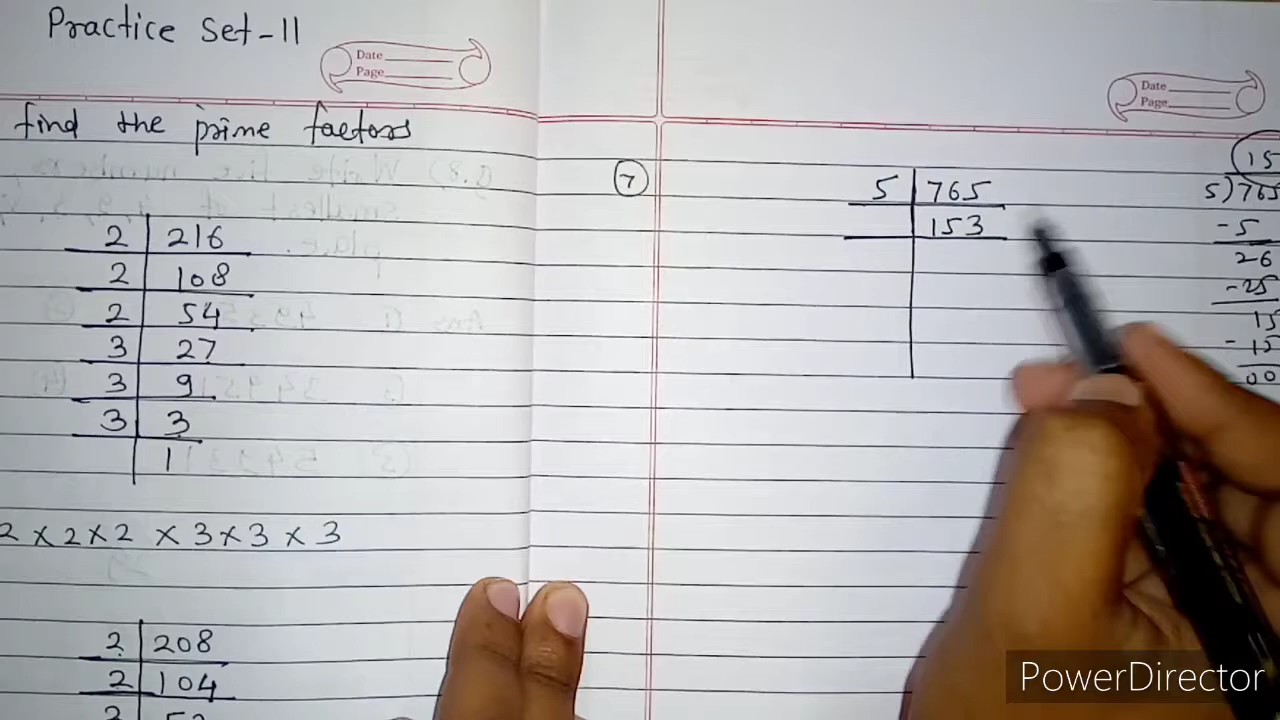 Practice Set-11
Date
Page
find the prime factors
2 216
2 108
2 54
3 27
3 9
3 3
1
2 x 2 x 2 x 3 x 3 x 3
2 208
2 104
Date
Page
7
5 765
153
15
5) 765
-5
26
-25
15
-15
00
PowerDirector